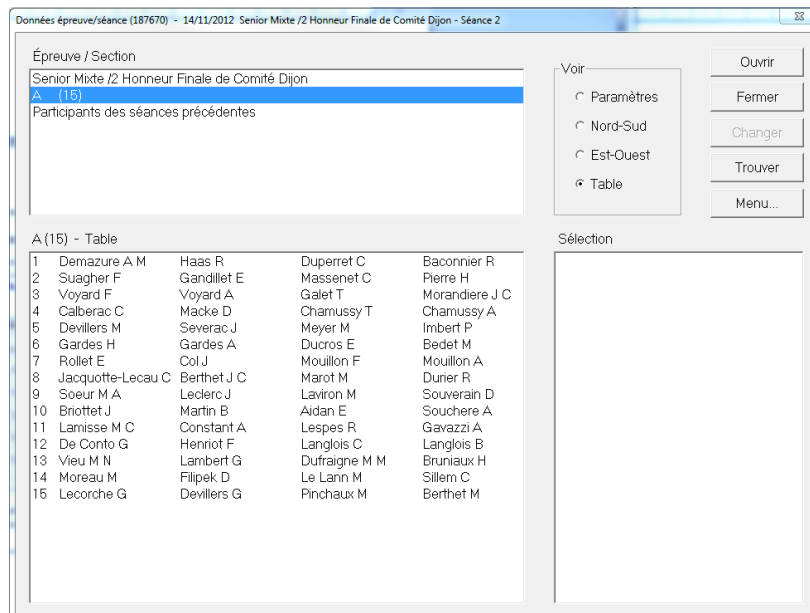 Données épreuve/séance (187670) - 14/11/2012 Senior Mixte /2 Honneur Finale de Comité Dijon - Séance 2
Épreuve / Section
Senior Mixte /2 Honneur Finale de Comité Dijon
A (15)
Participants des séances précédentes
Voir
Paramètres
Nord-Sud
Est-Ouest
Table
Ouvrir
Fermer
Changer
Trouver
Menu...
A (15) - Table
1 Demazure A M Haas R Duperret C Baconnier R
2 Suagher F Gandillet E Massenet C Pierre H
3 Voyard F Voyard A Galet T Morandiere J C
4 Calberac C Macke D Chamussy T Chamussy A
5 Devillers M Severac J Meyer M Imbert P
6 Gardes H Gardes A Ducros E Bedet M
7 Rollet E Col J Mouillon F Mouillon A
8 Jacquotte-Lecau C Berthet J C Marot M Durier R
9 Soeur M A Leclerc J Laviron M Souverain D
10 Briottet J Martin B Aidan E Souchere A
11 Lamisse M C Constant A Lespes R Gavazzi A
12 De Conto G Henriot F Langlois C Langlois B
13 Vieu M N Lambert G Dufraigne M M Bruniaux H
14 Moreau M Filipek D Le Lann M Sillem C
15 Lecorche G Devillers G Pinchaux M Berthet M
Sélection